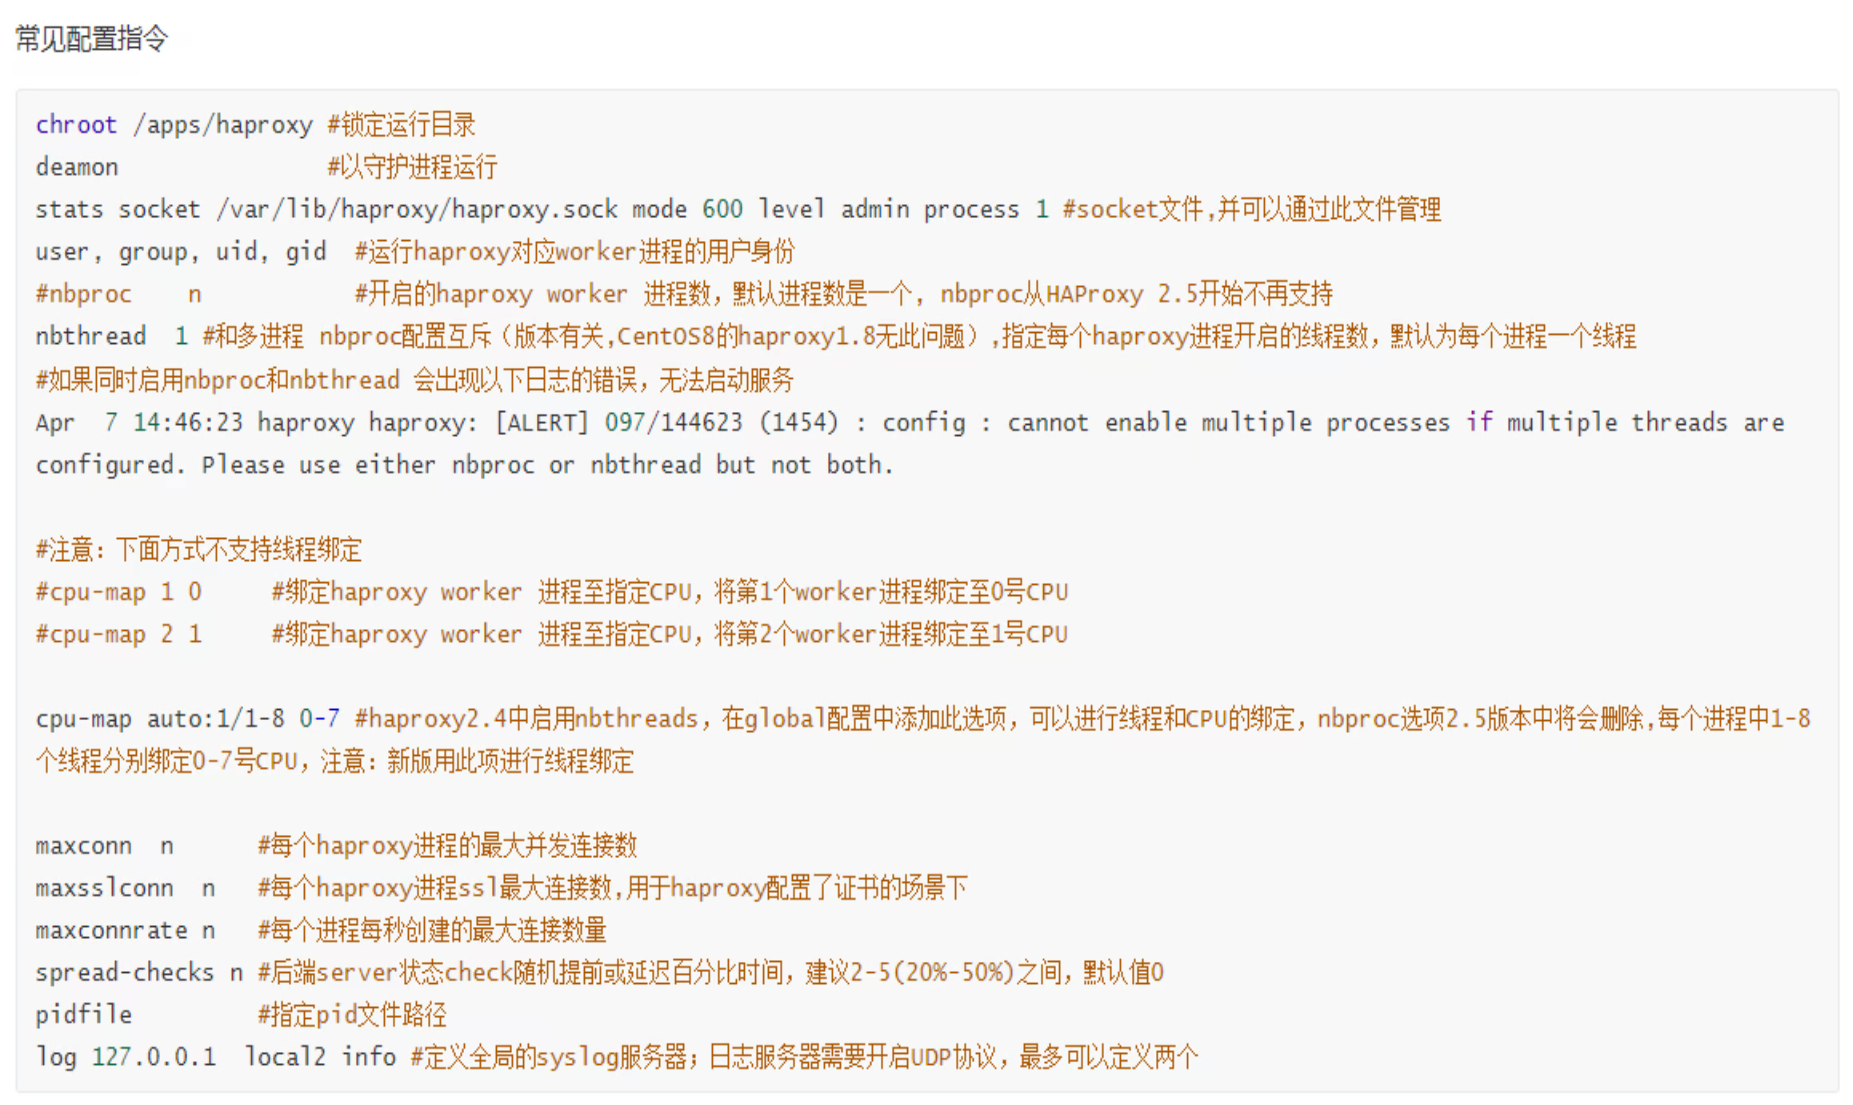 常见配置指令
chroot /apps/haproxy #锁定运行目录
deamon #以守护进程运行
stats socket /var/lib/haproxy/haproxy.sock mode 600 level admin process 1 #socket文件,并可以通过此文件管理
user, group, uid, gid #运行haproxy对应worker进程的用户身份
#nbproc n #开启的haproxy worker 进程数，默认进程数是一个, nbproc从HAProxy 2.5开始不再支持
nbthread 1 #和多进程 nbproc配置互斥（版本有关,CentOS8的haproxy1.8无此问题）,指定每个haproxy进程开启的线程数，默认为每个进程一个线程
#如果同时启用nbproc和nbthread 会出现以下日志的错误，无法启动服务
Apr 7 14:46:23 haproxy haproxy: [ALERT] 097/144623 (1454) : config : cannot enable multiple processes if multiple threads are
configured. Please use either nbproc or nbthread but not both.
#注意：下面方式不支持线程绑定
#cpu-map 1 0 #绑定haproxy worker 进程至指定CPU，将第1个worker进程绑定至0号CPU
#cpu-map 2 1 #绑定haproxy worker 进程至指定CPU，将第2个worker进程绑定至1号CPU
cpu-map auto:1/1-8 0-7 #haproxy2.4中启用nbthreads，在global配置中添加此选项，可以进行线程和CPU的绑定，nbproc选项2.5版本中将会删除,每个进程中1-8
个线程分别绑定0-7号CPU，注意：新版用此项进行线程绑定
maxconn n #每个haproxy进程的最大并发连接数
maxsslconn n #每个haproxy进程ssl最大连接数,用于haproxy配置了证书的场景下
maxconnrate n #每个进程每秒创建的最大连接数量
spread-checks n #后端server状态check随机提前或延迟百分比时间，建议2-5(20%-50%)之间，默认值0
pidfile #指定pid文件路径
log 127.0.0.1 local2 info #定义全局的syslog服务器；日志服务器需要开启UDP协议，最多可以定义两个